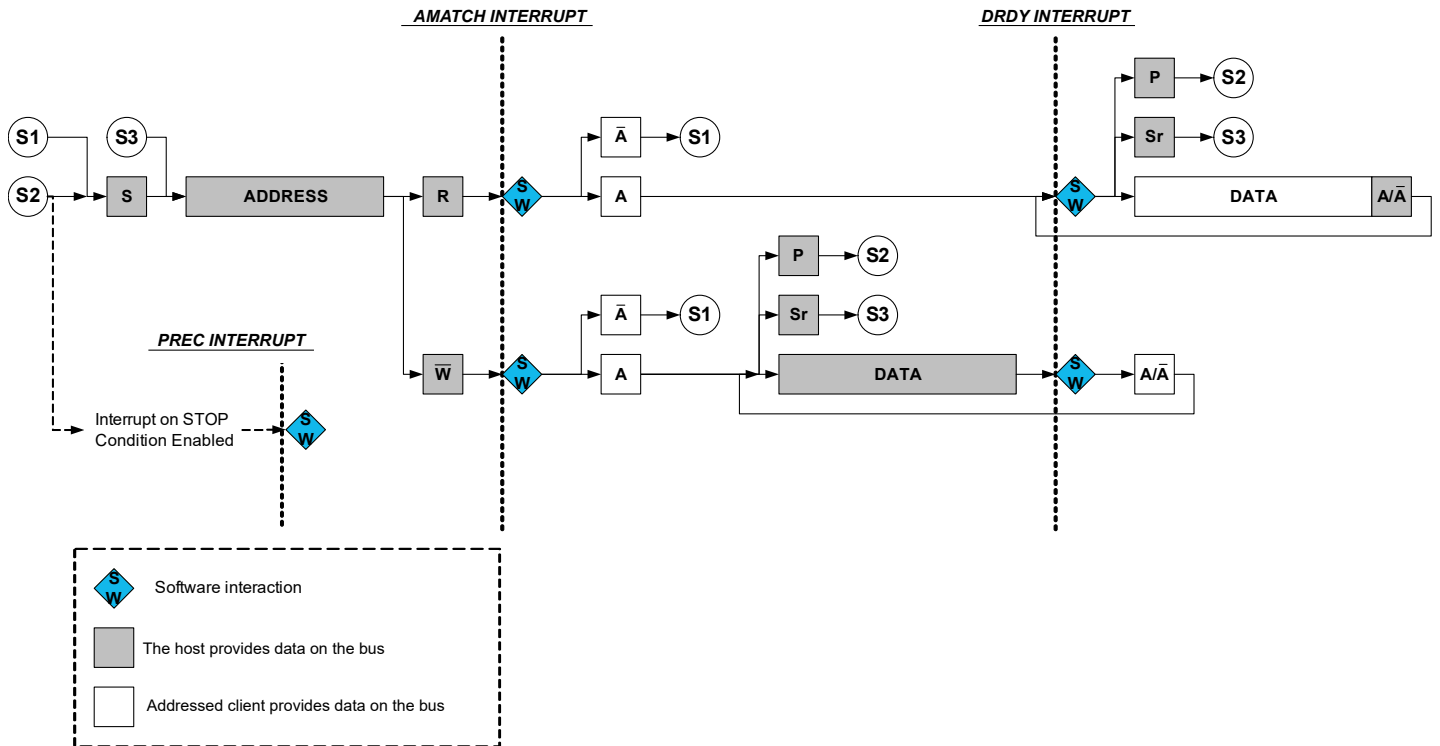 AMATCH INTERRUPT
DRDY INTERRUPT
P
S2
S1
S3
A̅
S1
Sr
S3
S2
S
ADDRESS
R
S
W
A
S
W
DATA
A/A̅
P
S2
A̅
S1
Sr
S3
PREC INTERRUPT
W̅
S
W
A
DATA
S
W
A/A̅
Interrupt on STOP
Condition Enabled
S
W
S
W
Software interaction
The host provides data on the bus
Addressed client provides data on the bus